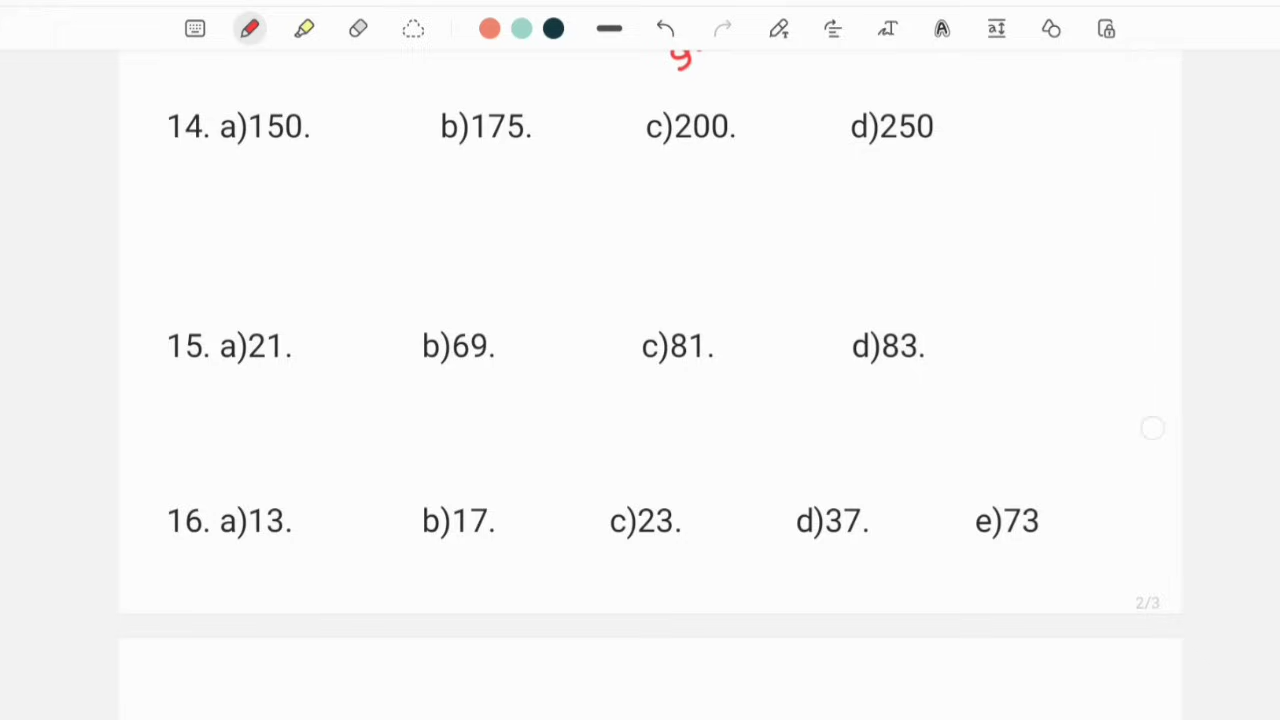 14. a)150. b)175. c)200. d)250
15. a)21. b)69. c)81. d)83.
16. a)13. b)17. c)23. d)37. e)73
2/3